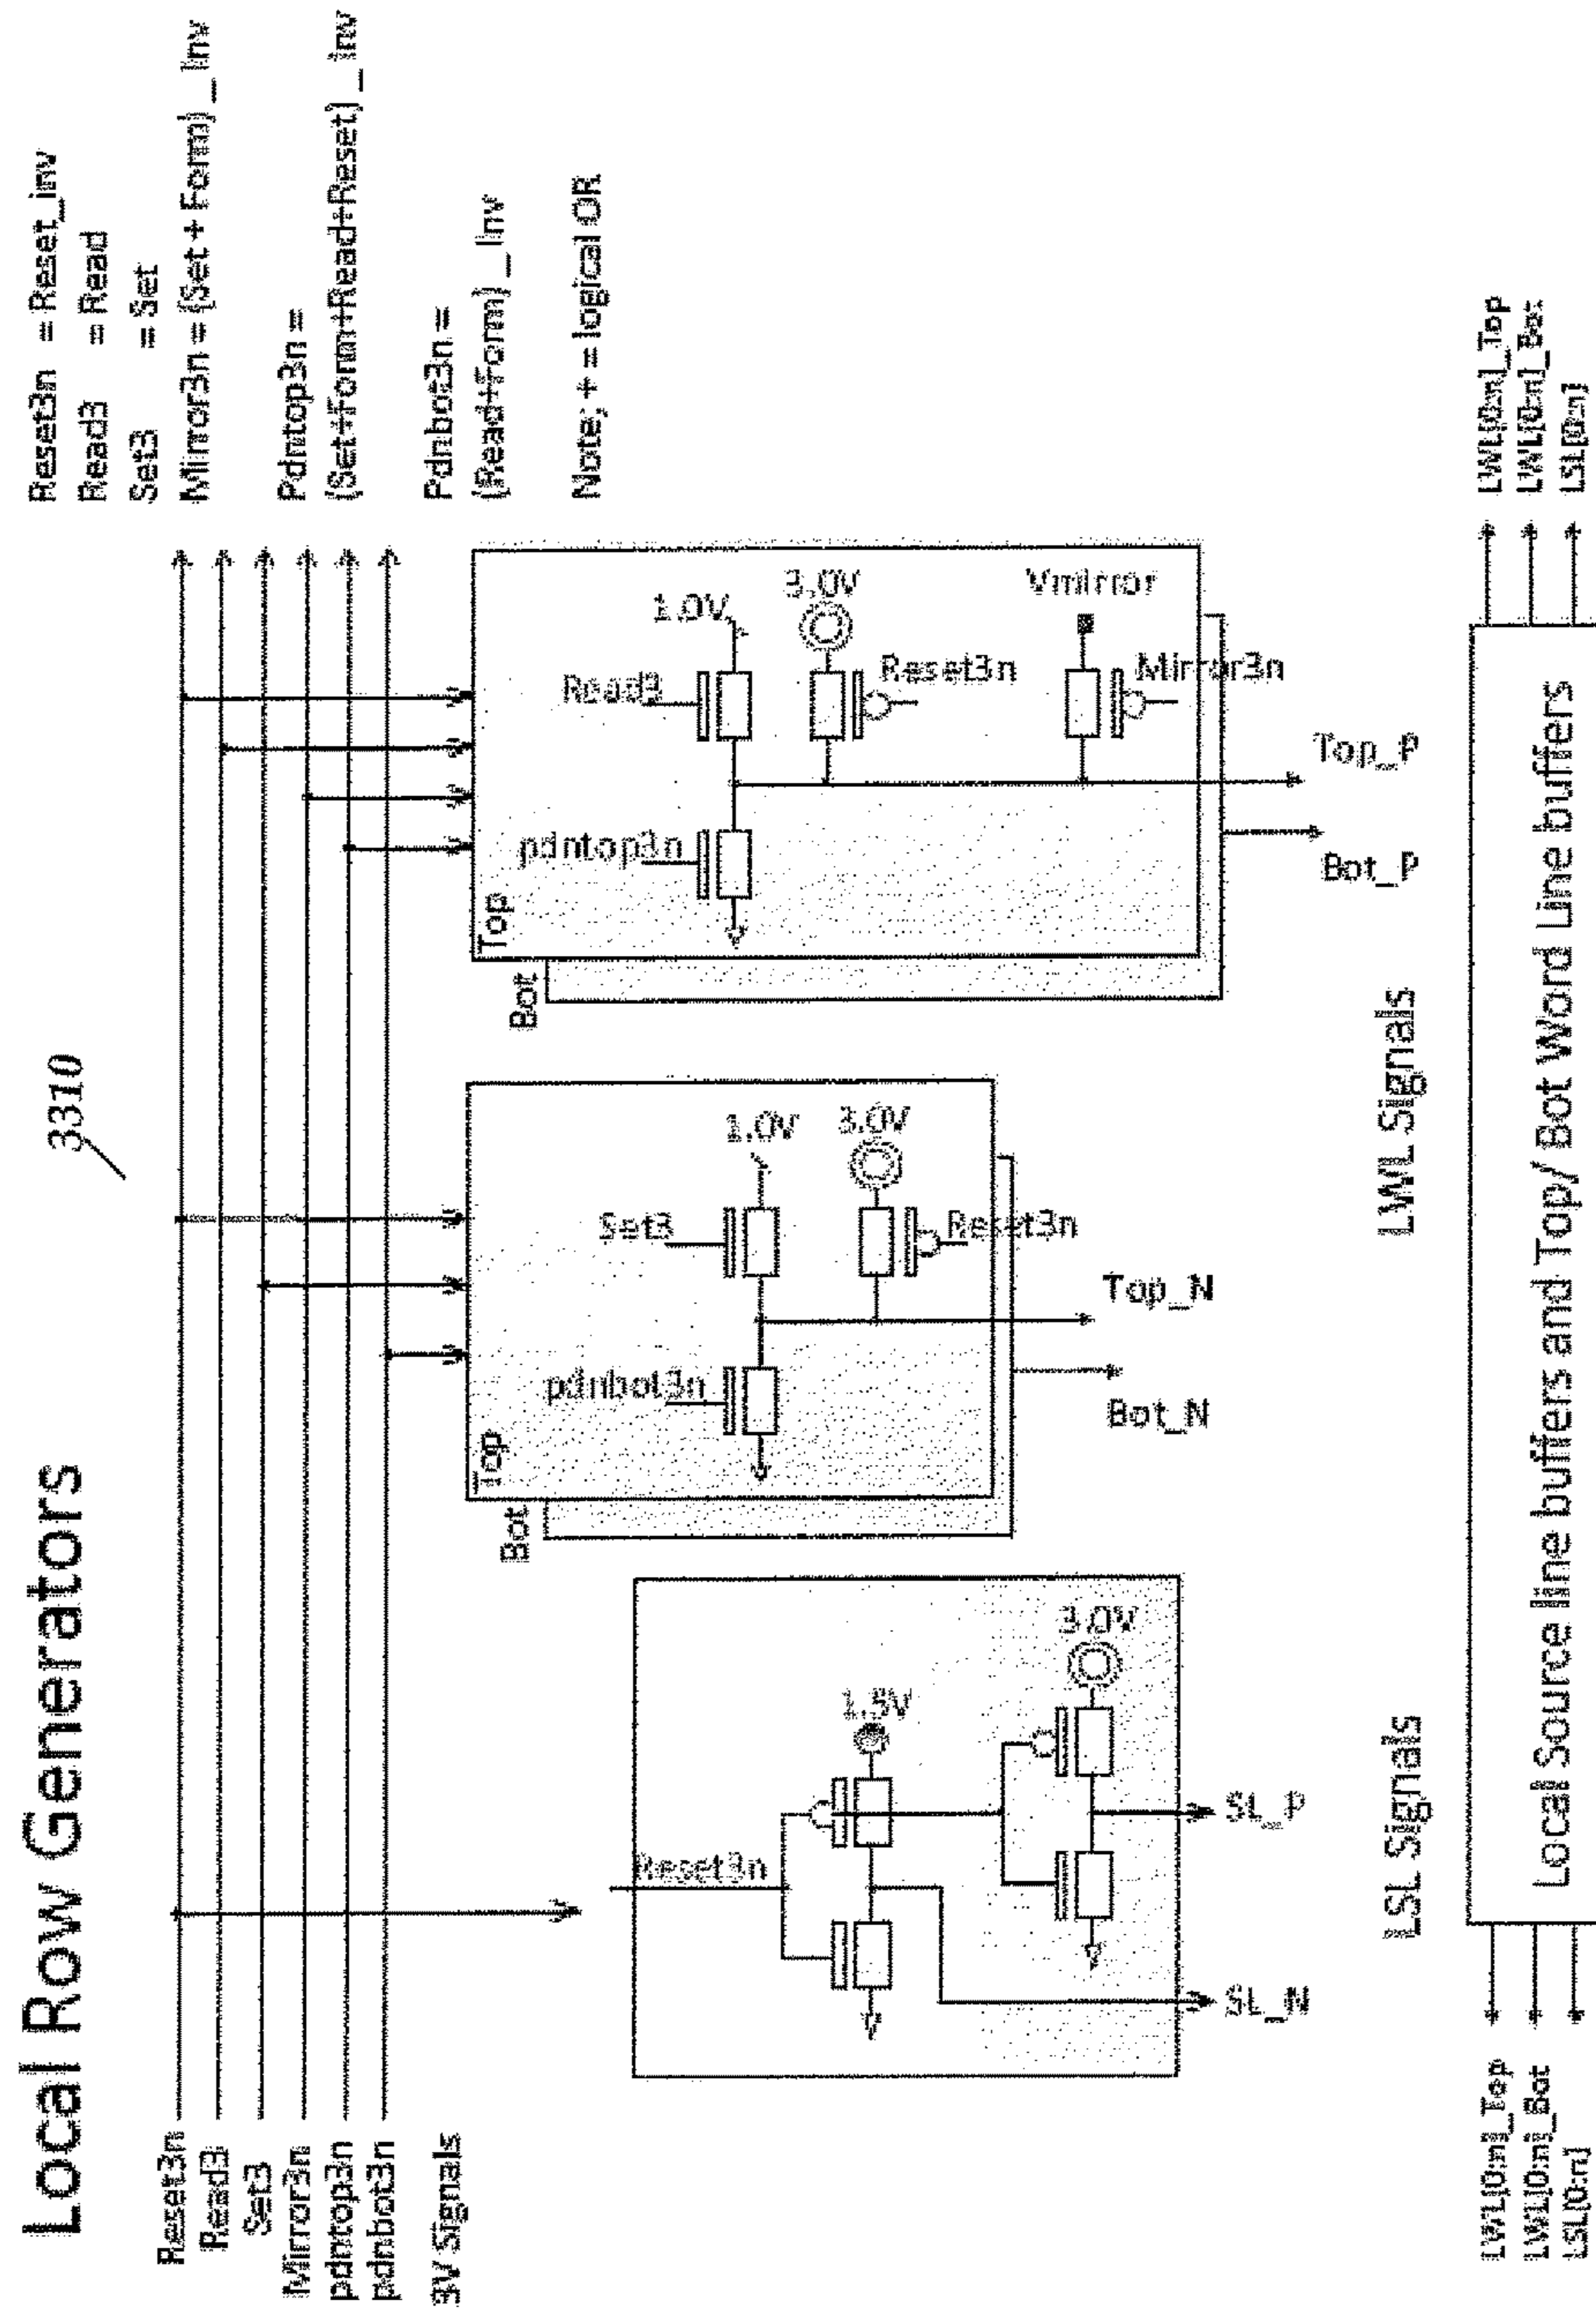 Local Row Generators
3310
Reset3n
Read3
Set3
Mirror3n
pdntop3n
pdnbot3n
3V Signals
Reset3n = Reset_inv
Read3 = Read
Set3 = Set
Mirror3n = (Set + Form)_Inv
Pdntop3n =
(Set+Form+Read+Reset)_Inv
Pdnbot3n =
(Read+Form)_Inv
Note; + = logical OR
Reset3n
1.5V
3.0V
SL_P
SL_N
Bot
Top
pdnbot3n
Set3
1.0V
3.0V
Reset3n
Top_N
Bot_N
Bot
Top
pdntop3n
Read3
1.0V
3.0V
Reset3n
Vmirror
Mirror3n
Top_P
Bot_P
LSL Signals
LWL Signals
LWL[0:n]_Top
LWL[0:n]_Bot
LSL[0:n]
Local Source line buffers and Top/ Bot Word Line buffers
LWL[0:n]_Top
LWL[0:n]_Bot
LSL[0:n]